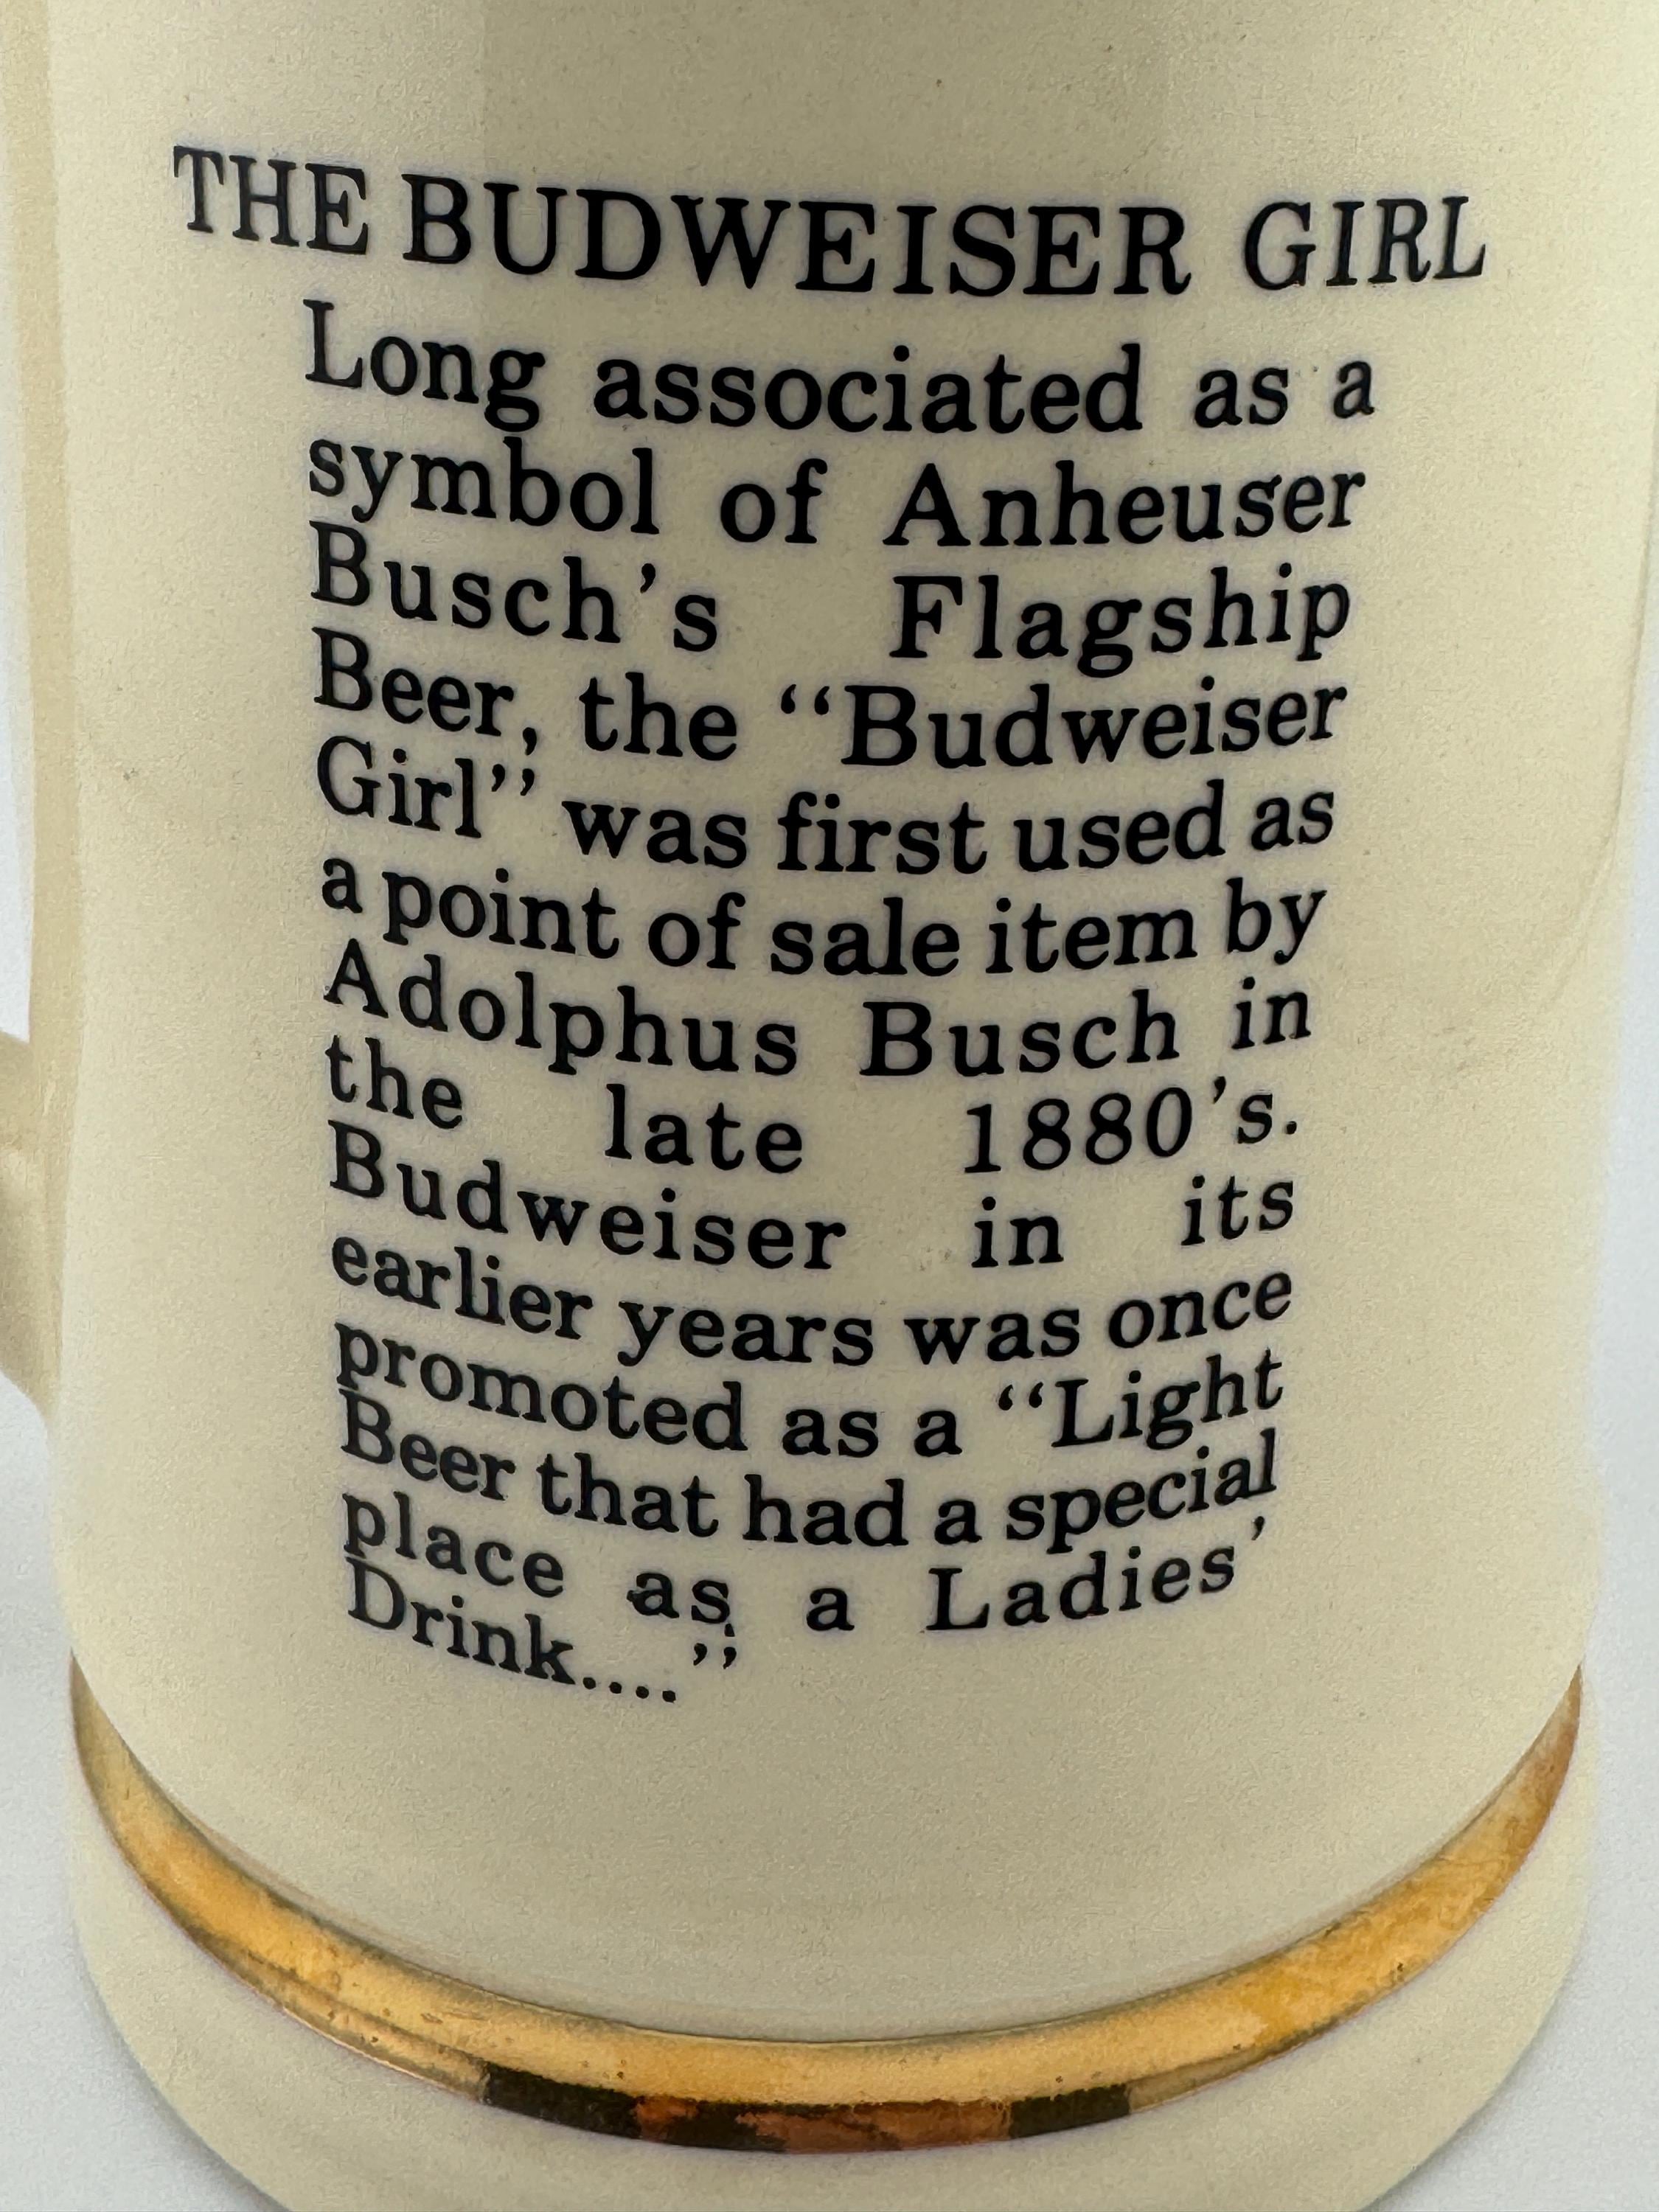 THE BUDWEISER GIRL
Long associated as a
symbol of Anheuser
Busch's Flagship
Beer, the "Budweiser
Girl" was first used as
a point of sale item by
Adolphus Busch in
the late 1880's.
Budweiser in its
earlier years was once
promoted as a "Light
Beer that had a special
place as a Ladies'
Drink...."